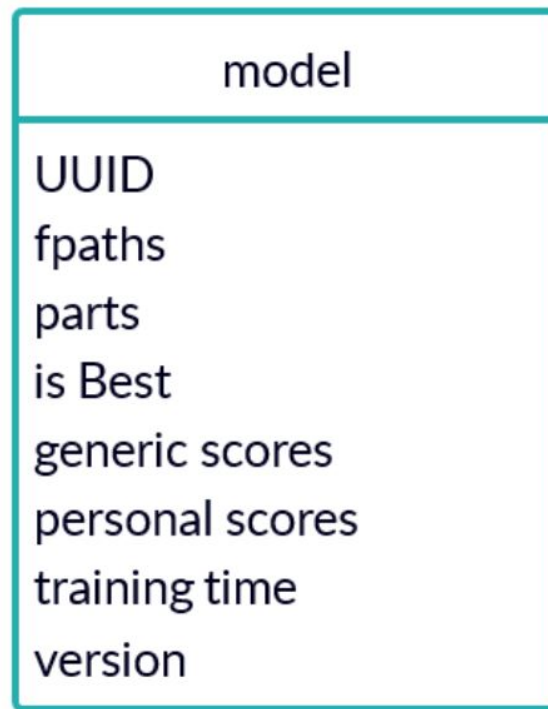 model
UUID
fpaths
parts
is Best
generic scores
personal scores
training time
version